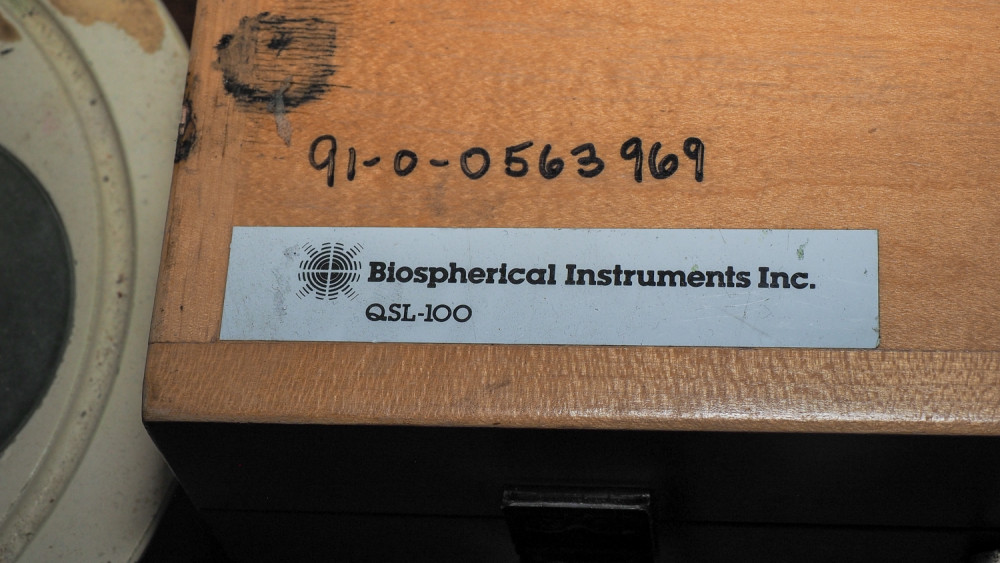 91-0-0563969
Biospherical Instruments Inc.
QSL-100